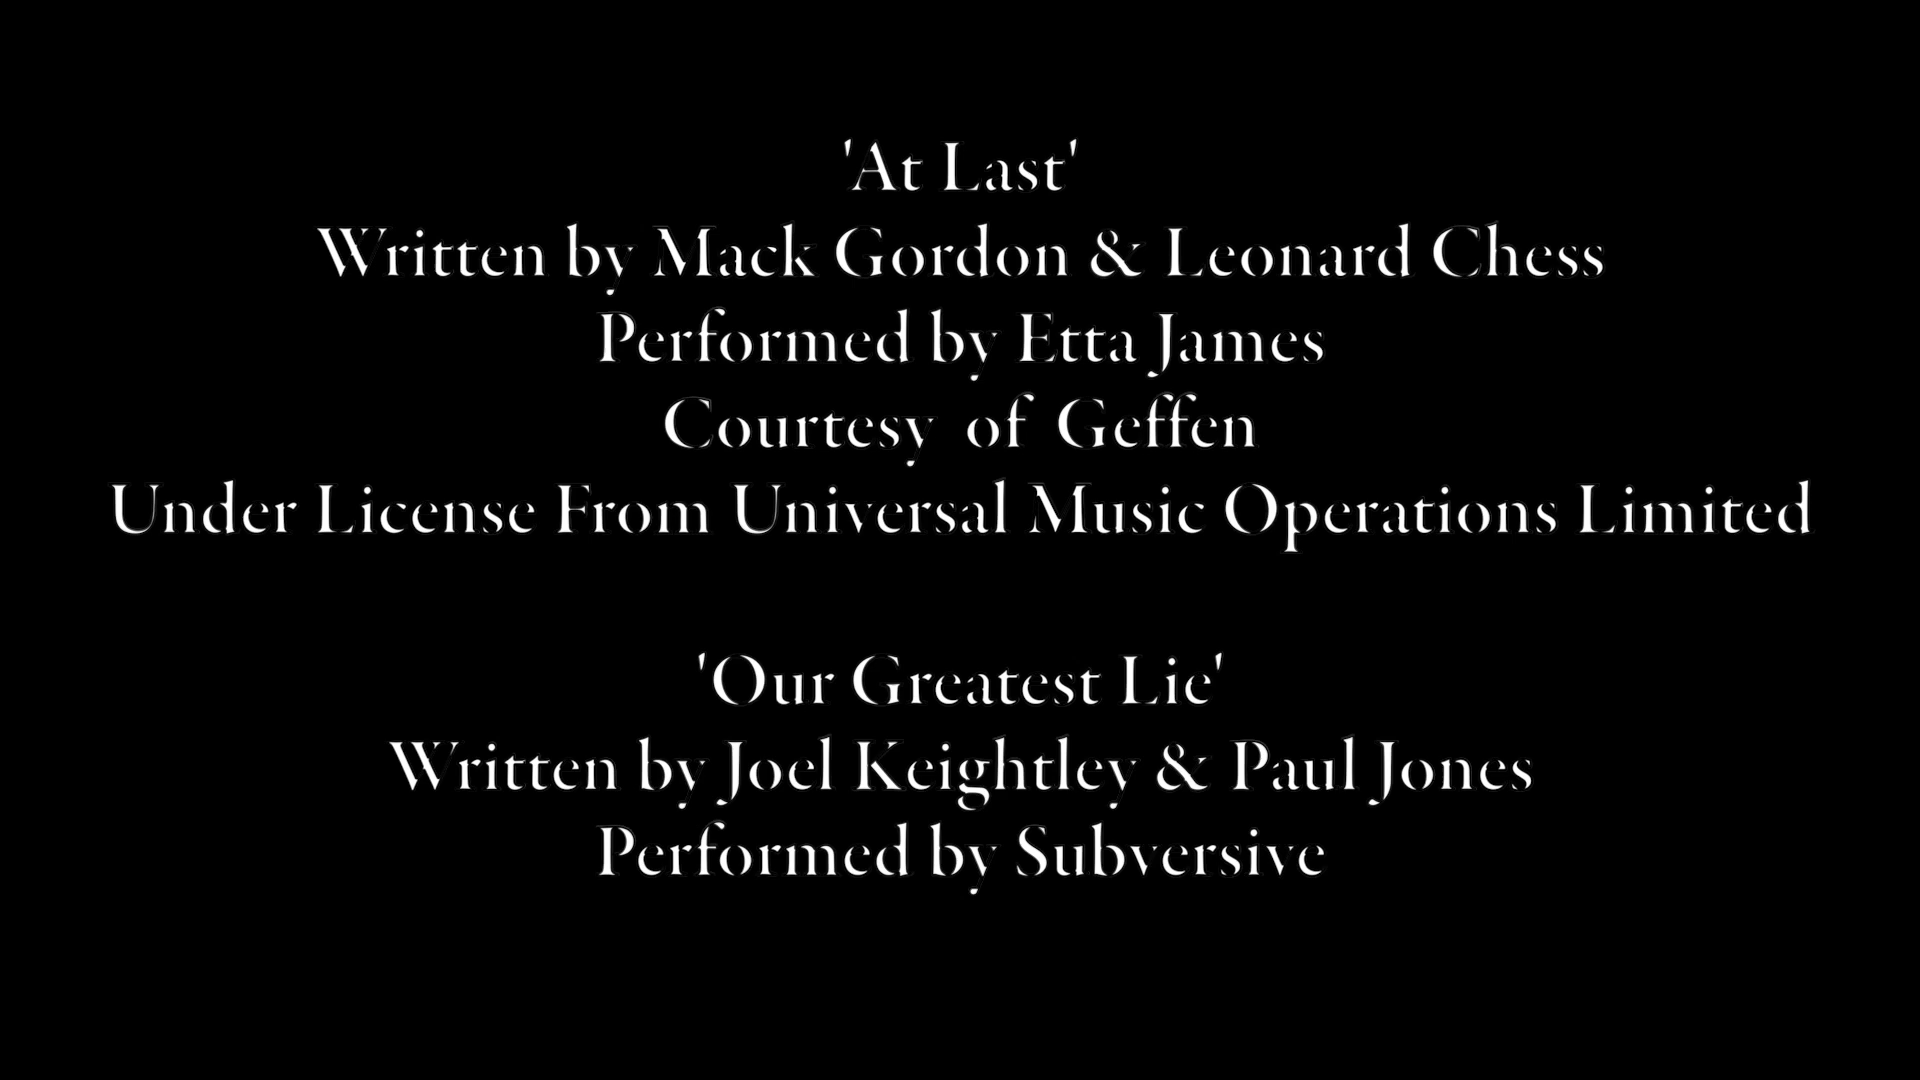 'At Last'
Written by Mack Gordon & Leonard Chess
Performed by Etta James
Courtesy of Geffen
Under License From Universal Music Operations Limited
'Our Greatest Lie'
Written by Joel Keightley & Paul Jones
Performed by Subversive